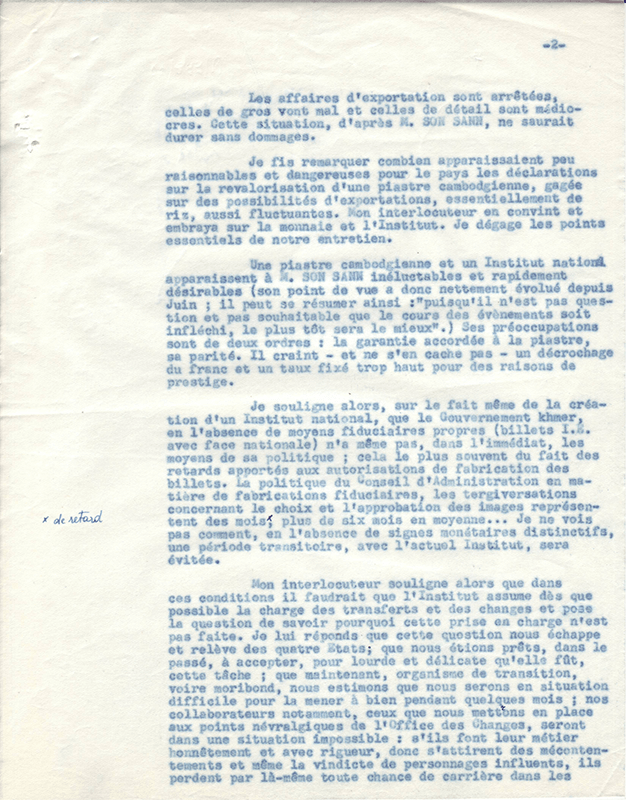 -2-
Les affaires d'exportation sont arrêtées,
celles de gros vont mal et celles de détail sont médio-
cres. Cette situation, d'après M. SON SANN, ne saurait
durer sans dommages.
Je fis remarquer combien apparaissaient peu
raisonnables et dangereuses pour le pays les déclarations
sur la revalorisation d'une piastre cambodgienne, gagée
sur des possibilités d'exportations, essentiellement de
riz, aussi fluctuantes. Mon interlocuteur en convint et
embraya sur la monnaie et l'Institut. Je dégage les points
essentiels de notre entretien.
Une piastre cambodgienne et un Institut national
apparaissent à M. SON SANN inéluctables et rapidement
désirables (son point de vue a donc nettement évolué depuis
Juin ; il peut se résumer ainsi :"puisqu'il n'est pas ques-
tion et pas souhaitable que le cours des évènements soit
infléchi, le plus tôt sera le mieux".) Ses préoccupations
sont de deux ordres : la garantie accordée à la piastre,
sa parité. Il craint - et ne s'en cache pas - un décrochage
du franc et un taux fixé trop haut pour des raisons de
prestige.
Je souligne alors, sur le fait même de la créa-
tion d'un Institut national, que le Gouvernement khmer,
en l'absence de moyens fiduciaires propres (billets I.E.
avec face nationale) n'a même pas, dans l'immédiat, les
moyens de sa politique ; cela le plus souvent du fait des
retards apportés aux autorisations de fabrication des
billets. La politique du Conseil d'Administration en ma-
tière de fabrications fiduciaires, les tergiversations
concernant le choix et l'approbation des images représen-
x de retard
tent des mois x plus de six mois en moyenne... Je ne vois
pas comment, en l'absence de signes monétaires distinctifs,
une période transitoire, avec l'actuel Institut, sera
évitée.
Mon interlocuteur souligne alors que dans
ces conditions il faudrait que l'Institut assume dès que
possible la charge des transferts et des changes et pose
la question de savoir pourquoi cette prise en charge n'est
pas faite. Je lui réponds que cette question nous échappe
et relève des quatre Etats; que nous étions prêts, dans le
passé, à accepter, pour lourde et délicate qu'elle fût,
cette tâche ; que maintenant, organisme de transition,
voire moribond, nous estimons que nous serons en situation
difficile pour la mener à bien pendant quelques mois ; nos
collaborateurs notamment, ceux que nous mettons en place
aux points névralgiques de l'Office des Changes, seront
dans une situation impossible : s'ils font leur métier
honnêtement et avec rigueur, donc s'attirent des méconten-
tements et même la vindicte de personnages influents, ils
perdent par là-même toute chance de carrière dans les